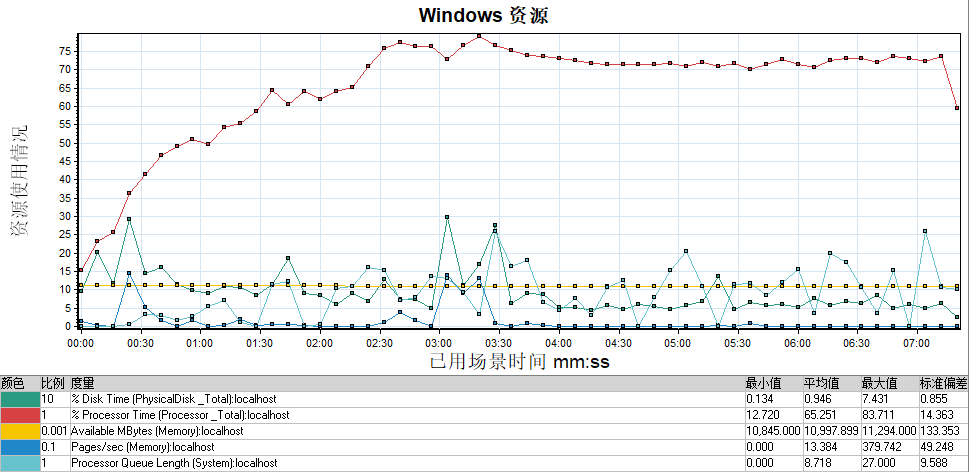 Windows 资源
资源使用情况
75
70
65
60
55
50
45
40
35
30
25
20
15
10
5
0
00:00 00:30 01:00 01:30 02:00 02:30 03:00 03:30 04:00 04:30 05:00 05:30 06:00 06:30 07:00
已用场景时间 mm:ss
颜色 比例 度量 最小值 平均值 最大值 标准偏差
10 % Disk Time (PhysicalDisk _Total):localhost 0.134 0.946 7.431 0.855
1 % Processor Time (Processor _Total):localhost 12.720 65.251 83.711 14.363
0.001 Available MBytes (Memory):localhost 10,845.000 10,997.899 11,294.000 133.353
0.1 Pages/sec (Memory):localhost 0.000 13.384 379.742 49.248
1 Processor Queue Length (System):localhost 0.000 8.718 27.000 9.588